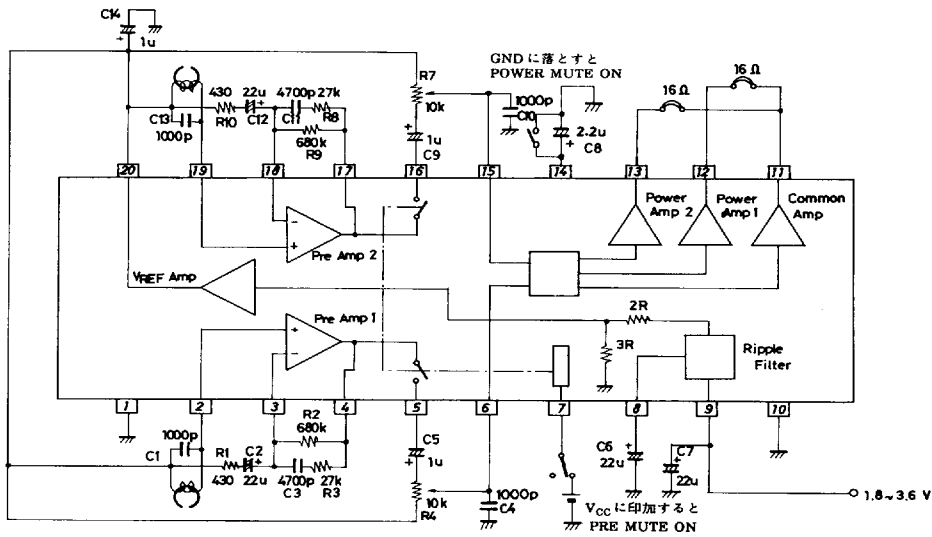 C14
1u
GNDに落とすと
POWER MUTE ON
16Ω
16Ω
430
22u
4700p
27k
C13
1000p
R10
C12
C11
R8
680k
R9
R7
10k
1u
C9
1000p
C10
2.2u
C8
20
19
18
17
16
15
14
13
12
11
Power
Amp 2
Power
Amp1
Common
Amp
Pre Amp 2
VREF Amp
Pre Amp 1
2R
3R
Ripple
Filter
1
2
3
4
5
6
7
8
9
10
1000p
C1
R1
430
C2
22u
R2
680k
4700p
C3
27k
R3
C5
1u
10k
R4
1000p
C4
C6
22u
C7
22u
1.8~3.6 V
VCCに印加すると
PRE MUTE ON